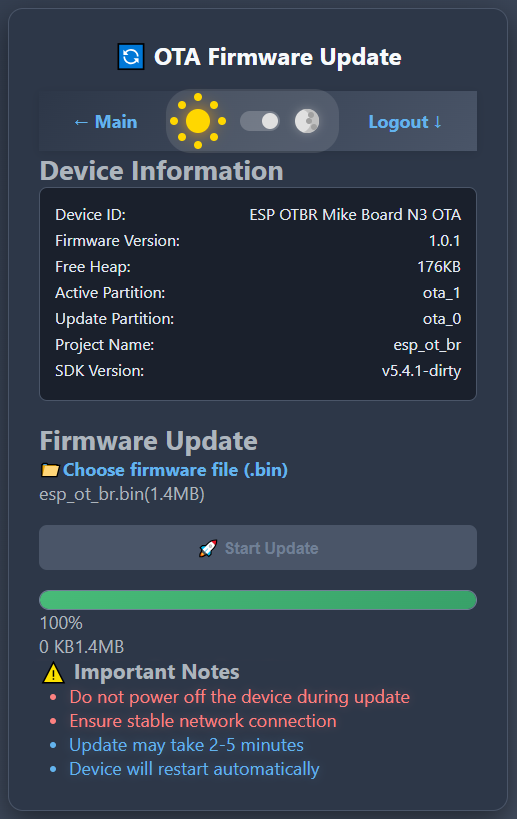 OTA Firmware Update
← Main
Logout ↓
Device Information
Device ID: ESP OTBR Mike Board N3 OTA
Firmware Version: 1.0.1
Free Heap: 176KB
Active Partition: ota_1
Update Partition: ota_0
Project Name: esp_ot_br
SDK Version: v5.4.1-dirty
Firmware Update
Choose firmware file (.bin)
esp_ot_br.bin(1.4MB)
Start Update
100%
0 KB1.4MB
Important Notes
• Do not power off the device during update
• Ensure stable network connection
• Update may take 2-5 minutes
• Device will restart automatically